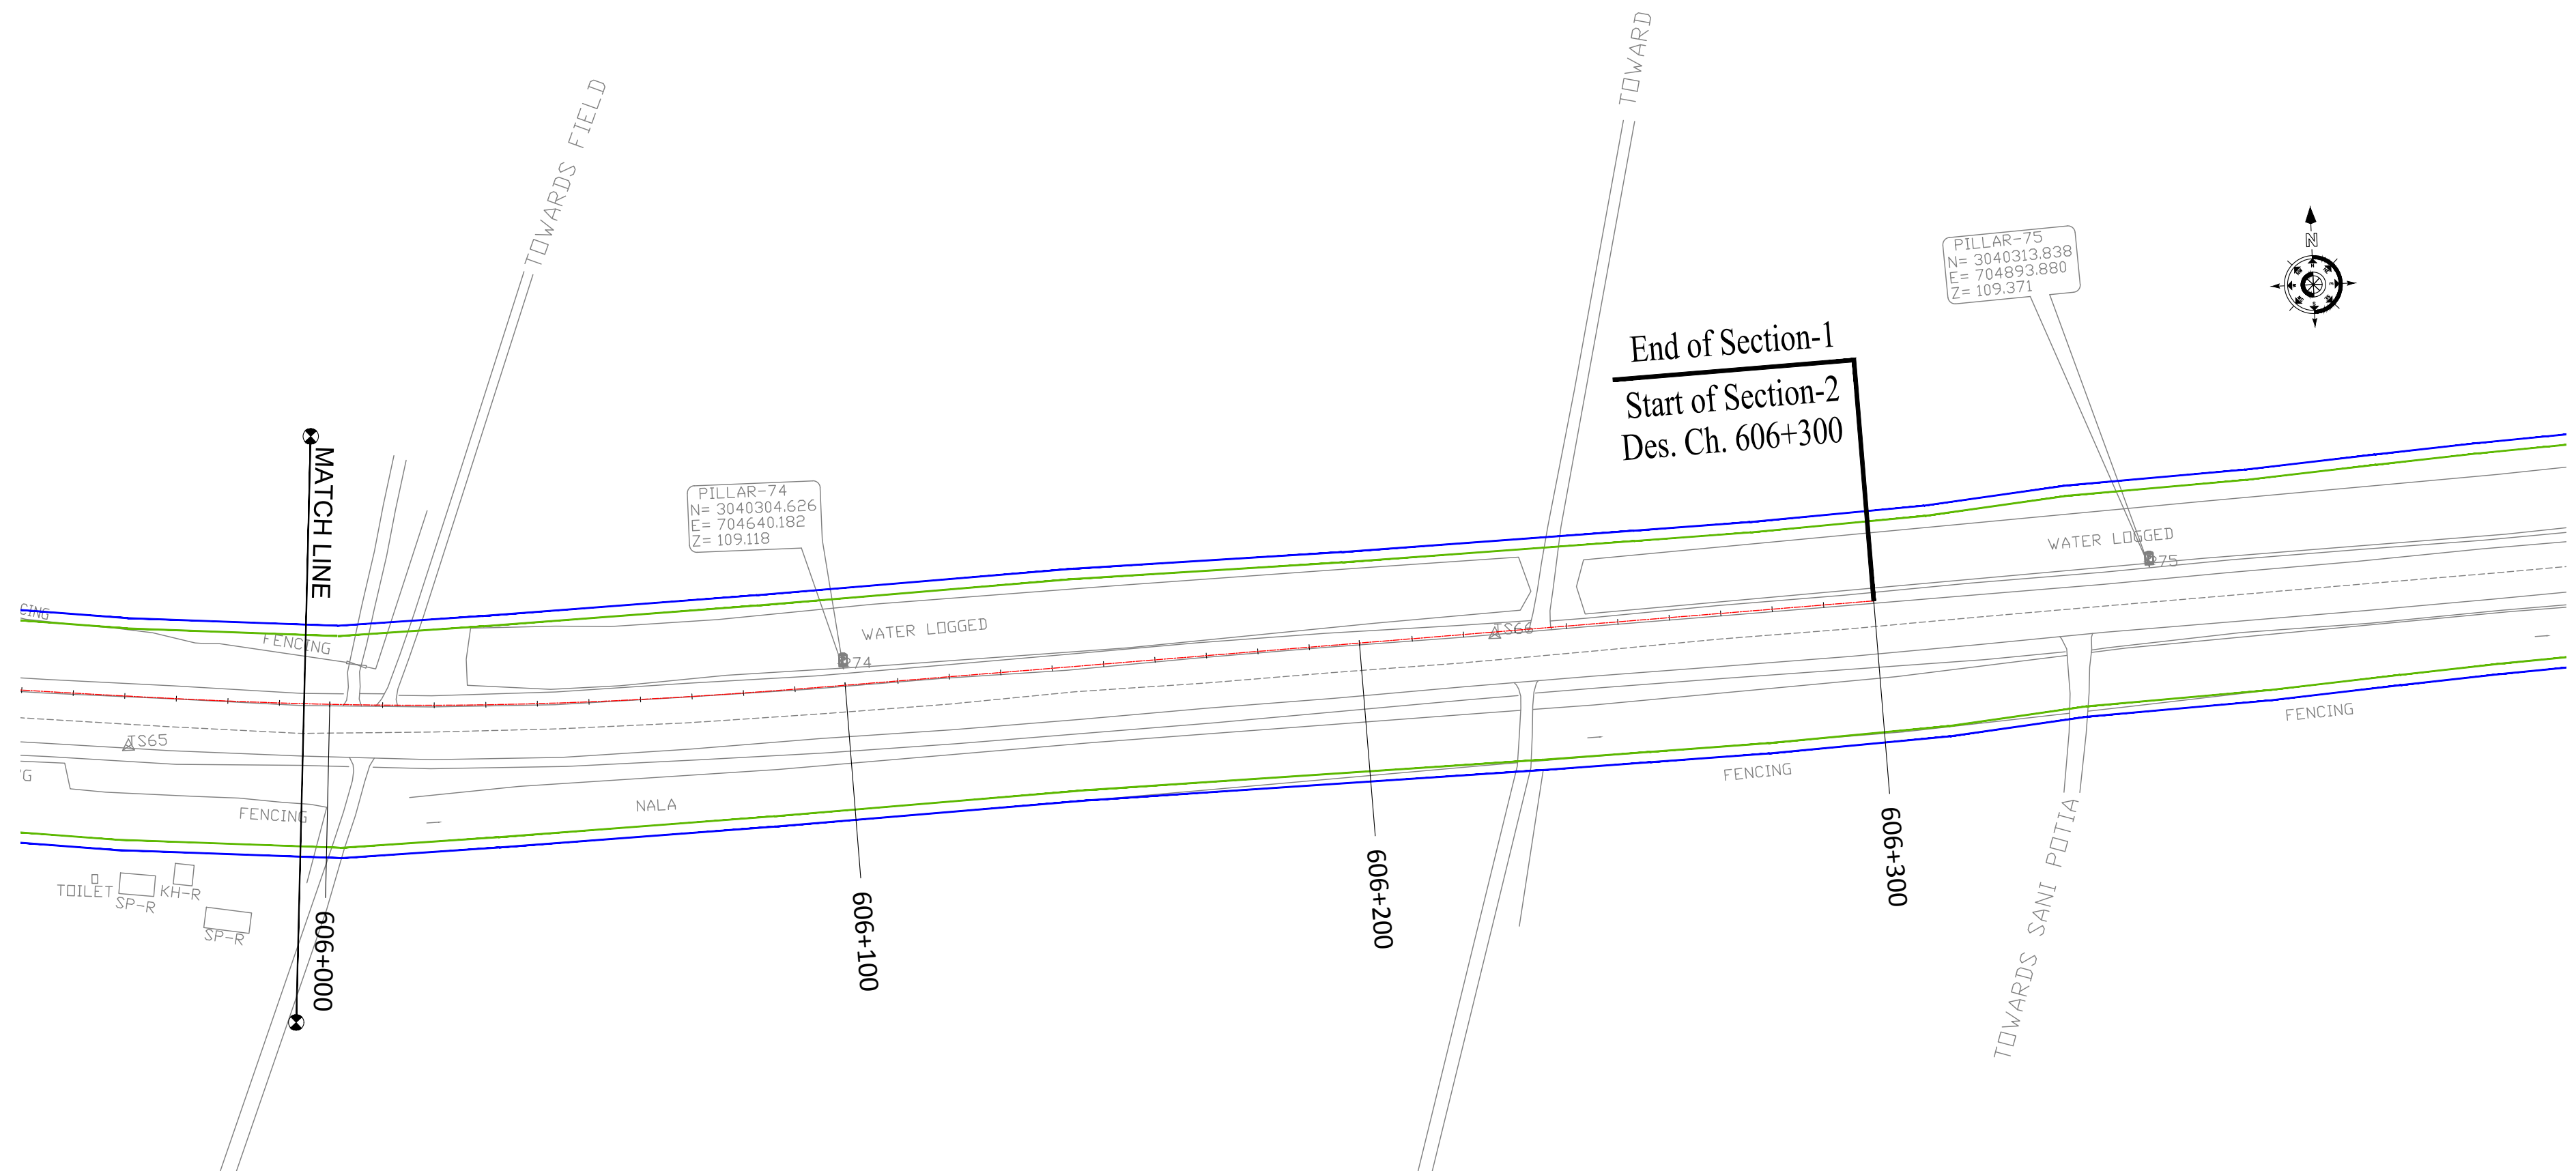 TOWARDS FIELD
TOWARD
PILLAR-75
N= 3040313.838
E= 704893.880
Z= 109.371
N
End of Section-1
Start of Section-2
Des. Ch. 606+300
MATCH LINE
PILLAR-74
N= 3040304.626
E= 704640.182
Z= 109.118
WATER LOGGED
P75
CING
FENCING
WATER LOGGED
TS66
P74
TS65
FENCING
'G
FENCING
NALA
FENCING
TOILET
SP-R
KH-R
SP-R
606+000
606+100
606+200
606+300
TOWARDS SANI POTIA